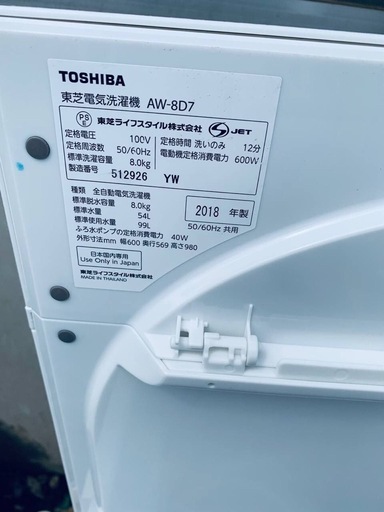 TOSHIBA
東芝電気洗濯機 AW-8D7
PS
E
東芝ライフスタイル株式会社
S JET
定格電圧 100V
定格時間 洗いのみ 12分
定格周波数 50/60Hz
電動機定格消費電力 600W
標準洗濯容量 8.0kg
製造番号 512926 YW
種類 全自動電気洗濯機
標準脱水容量 8.0kg
標準水量 54L
標準使用水量 99L
2018 年製
50/60Hz 共用
ふろ水ポンプの定格消費電力 40W
外形寸法mm 幅600 奥行569 高さ980
日本国内専用
Use Only In Japan
東芝ライフスタイル株式会社
MADE IN THAILAND